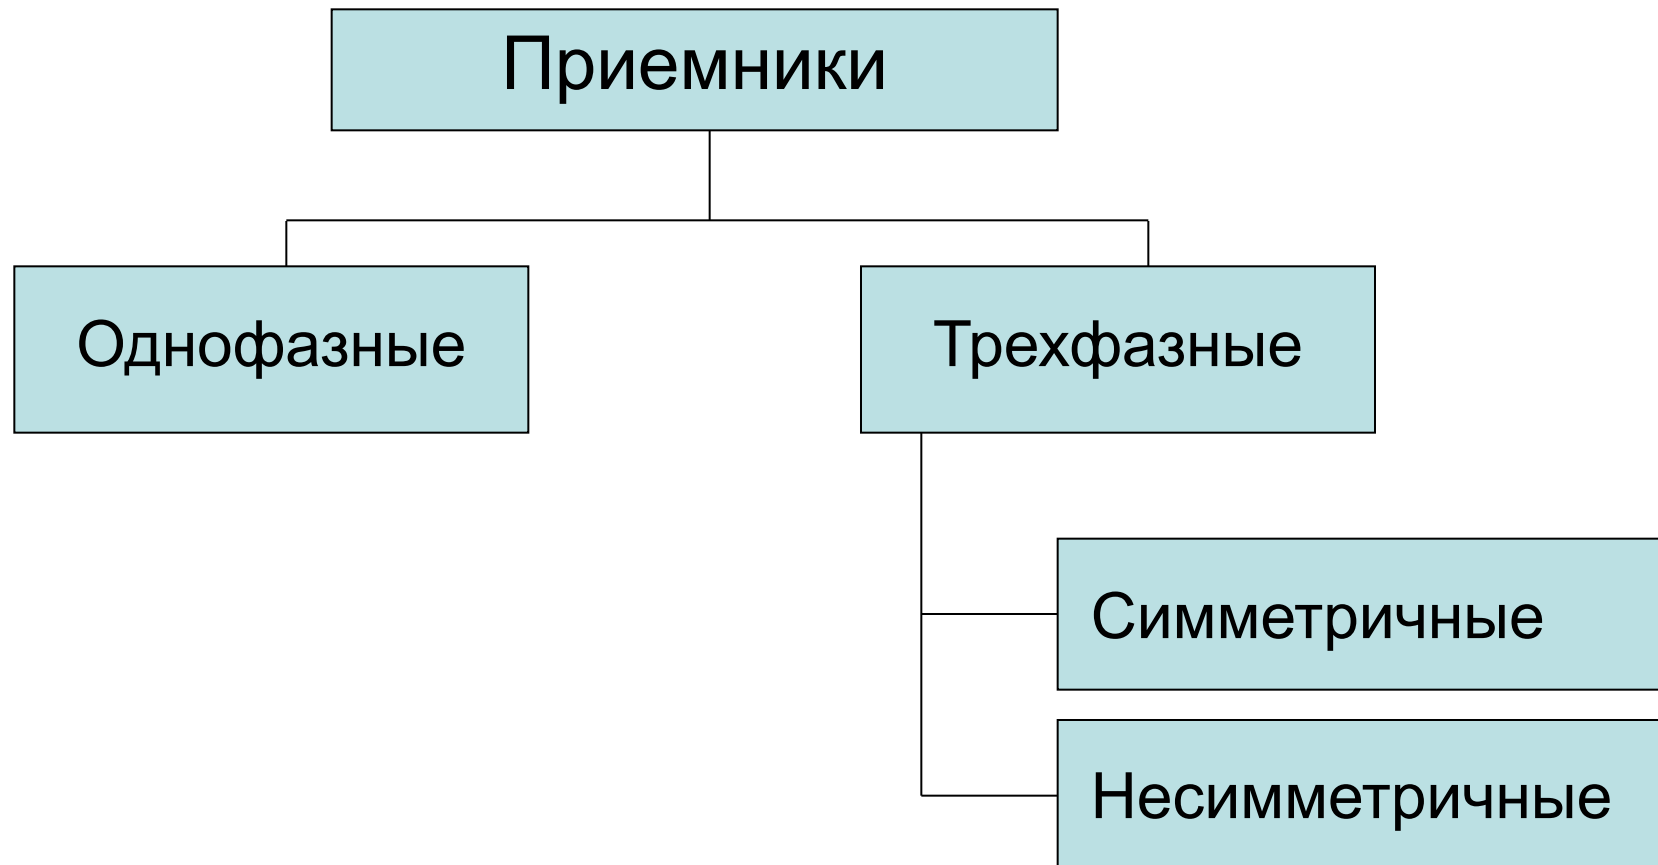 Приемники
Однофазные
Трехфазные
Симметричные
Несимметричные